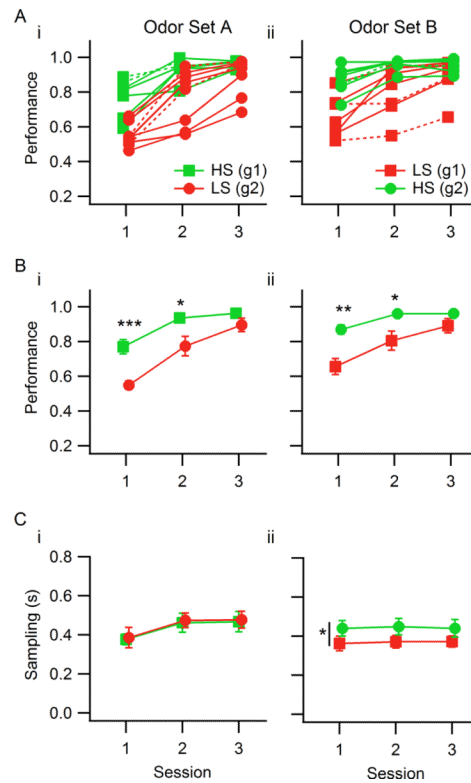 A
Odor Set A
Odor Set B
i
ii
Performance
1.0
0.8
0.6
0.4
0.2
HS (g1)
LS (g2)
LS (g1)
HS (g2)
1 2 3
1 2 3
B
i
ii
Performance
1.0
0.8
0.6
0.4
0.2
***
*
**
*
1 2 3
1 2 3
C
i
ii
Sampling (s)
0.8
0.6
0.4
0.2
0.0
*
1 2 3
1 2 3
Session